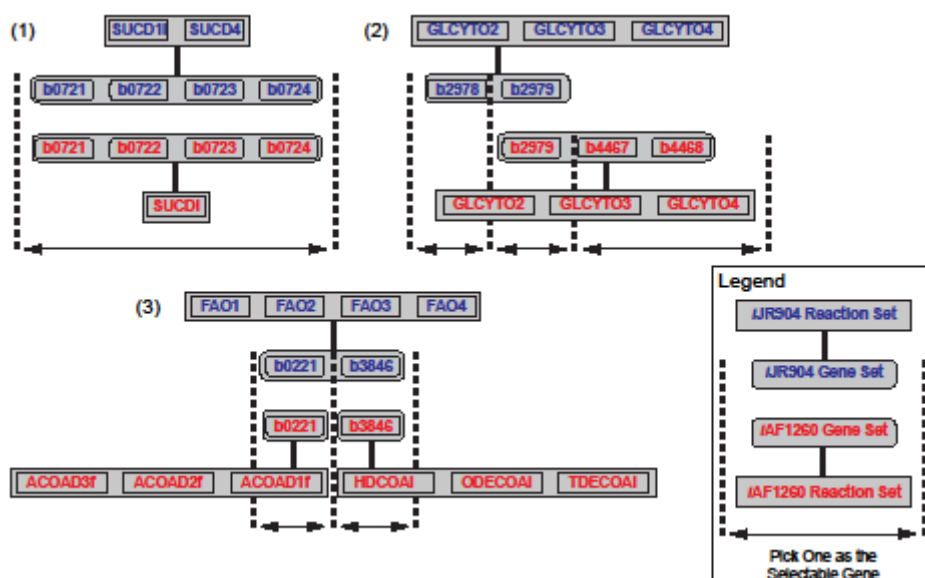 (1)
SUCD1I SUCD4
b0721 b0722 b0723 b0724
b0721 b0722 b0723 b0724
SUCDI
(2)
GLCYTO2 GLCYTO3 GLCYTO4
b2978 b2979
b2979 b4467 b4468
GLCYTO2 GLCYTO3 GLCYTO4
(3)
FAO1 FAO2 FAO3 FAO4
b0221 b3846
b0221 b3846
ACOAD3f ACOAD2f ACOAD1f HDCOAI ODECOAI TDECOAI
Legend
iJR904 Reaction Set
iJR904 Gene Set
iAF1260 Gene Set
iAF1260 Reaction Set
Pick One as the
Selectable Gene